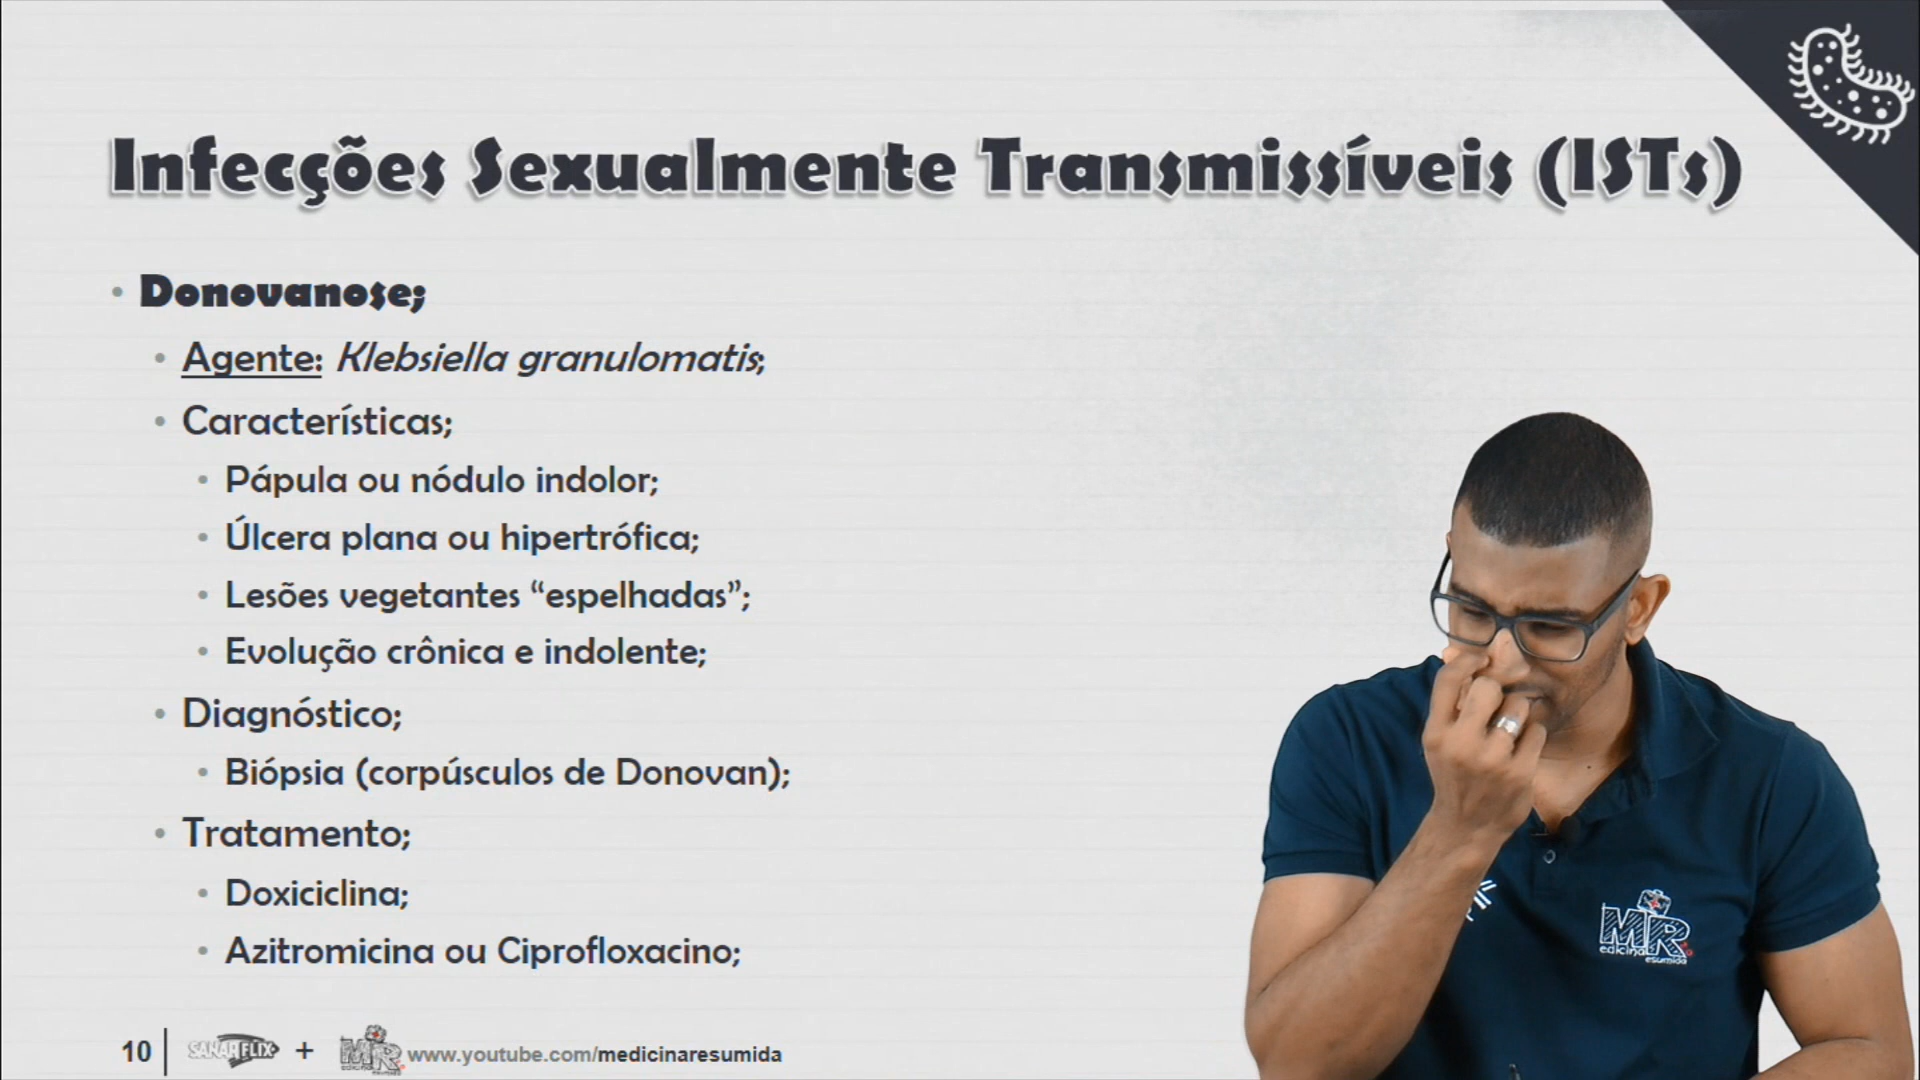 Infecções Sexualmente Transmissíveis (ISTs)
Donovanose;
Agente: Klebsiella granulomatis;
Características;
Pápula ou nódulo indolor;
Úlcera plana ou hipertrófica;
Lesões vegetantes “espelhadas”;
Evolução crônica e indolente;
Diagnóstico;
Biópsia (corpúsculos de Donovan);
Tratamento;
Doxiciclina;
Azitromicina ou Ciprofloxacino;
MR
edicina esumida
10 | SANARFLIX + MR www.youtube.com/medicinaresumida